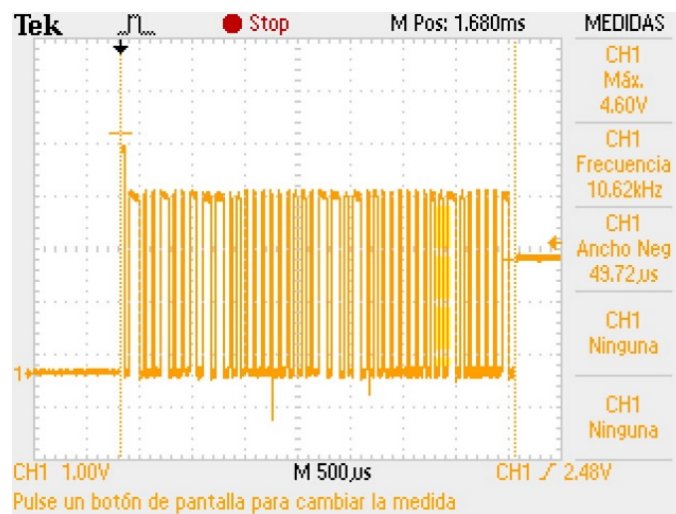 Tek Stop M Pos: 1.680ms MEDIDAS
CH1
Máx.
4.60V
CH1
Frecuencia
10.62kHz
CH1
Ancho Neg
49.72µs
CH1
Ninguna
1
CH1
Ninguna
CH1 1.00V M 500µs CH1 2.48V
Pulse un botón de pantalla para cambiar la medida